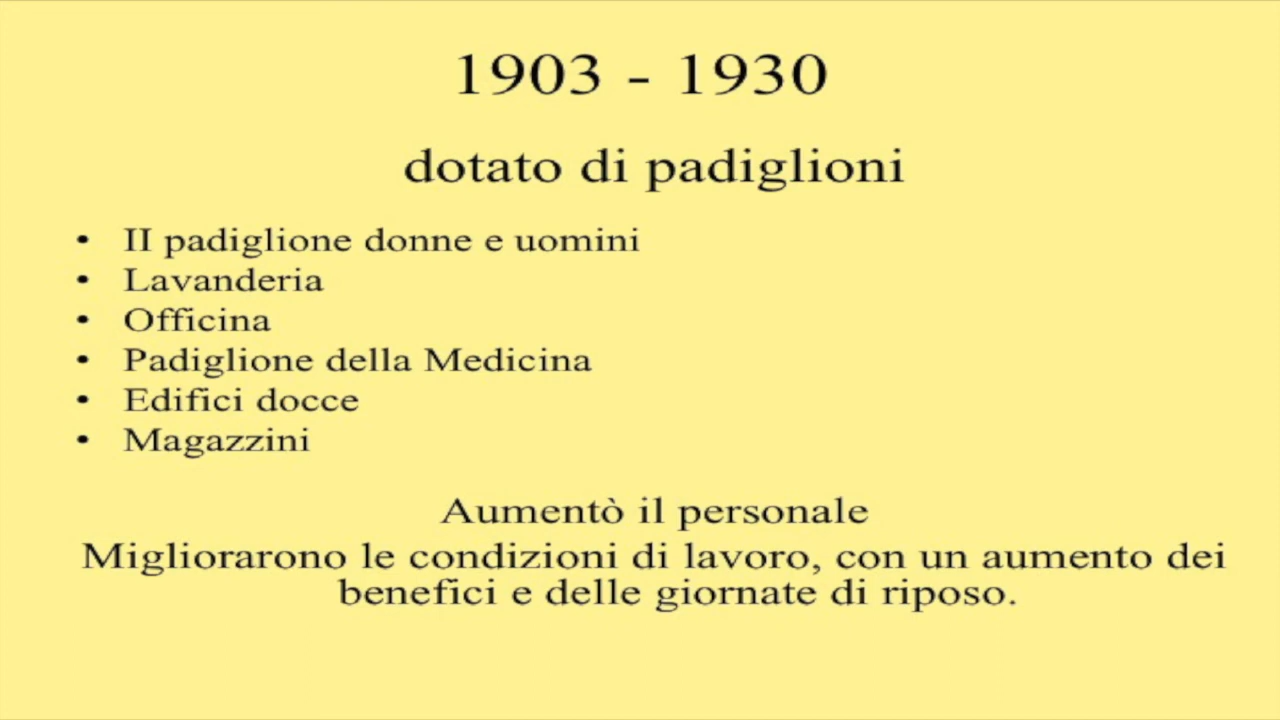 1903 - 1930
dotato di padiglioni
• II padiglione donne e uomini
• Lavanderia
• Officina
• Padiglione della Medicina
• Edifici docce
• Magazzini
Aumentò il personale
Migliorarono le condizioni di lavoro, con un aumento dei
benefici e delle giornate di riposo.